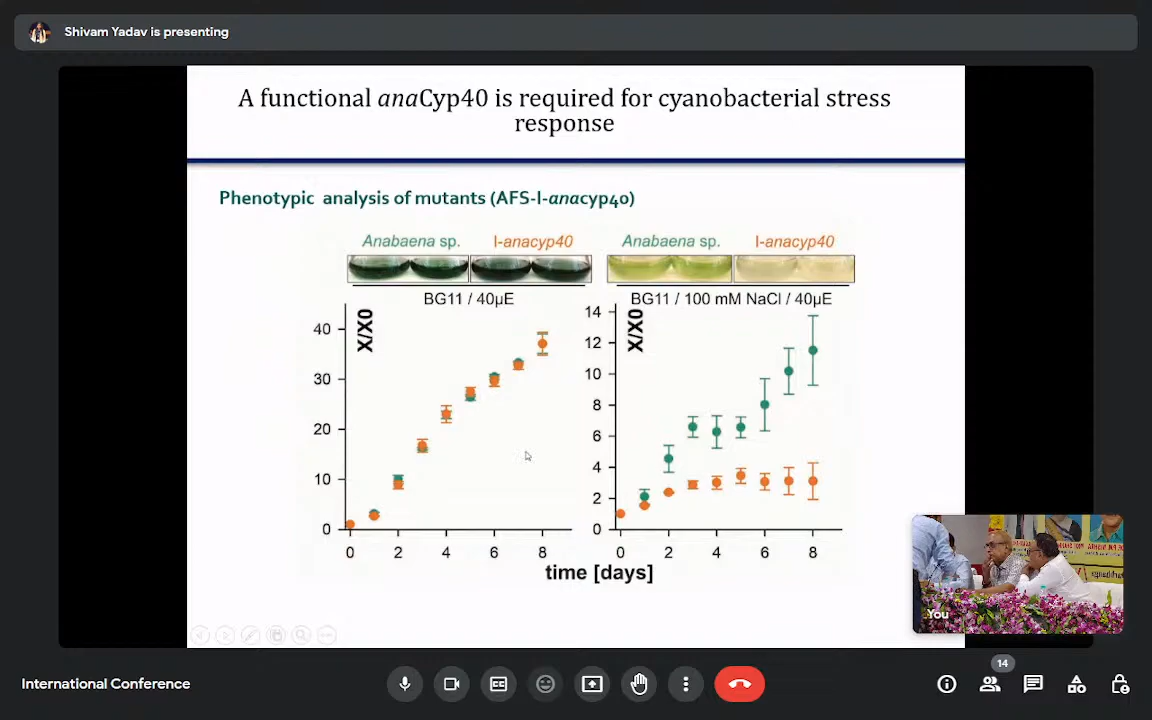 Shivam Yadav is presenting
A functional anaCyp40 is required for cyanobacterial stress
response
Phenotypic analysis of mutants (AFS-I-anacyp40)
Anabaena sp. I-anacyp40
BG11 / 40µE
X/X0
40
30
20
10
0
0 2 4 6 8
Anabaena sp. I-anacyp40
BG11 / 100 mM NaCl / 40µE
X/X0
14
12
10
8
6
4
2
0
0 2 4 6 8
time [days]
You
International Conference
14